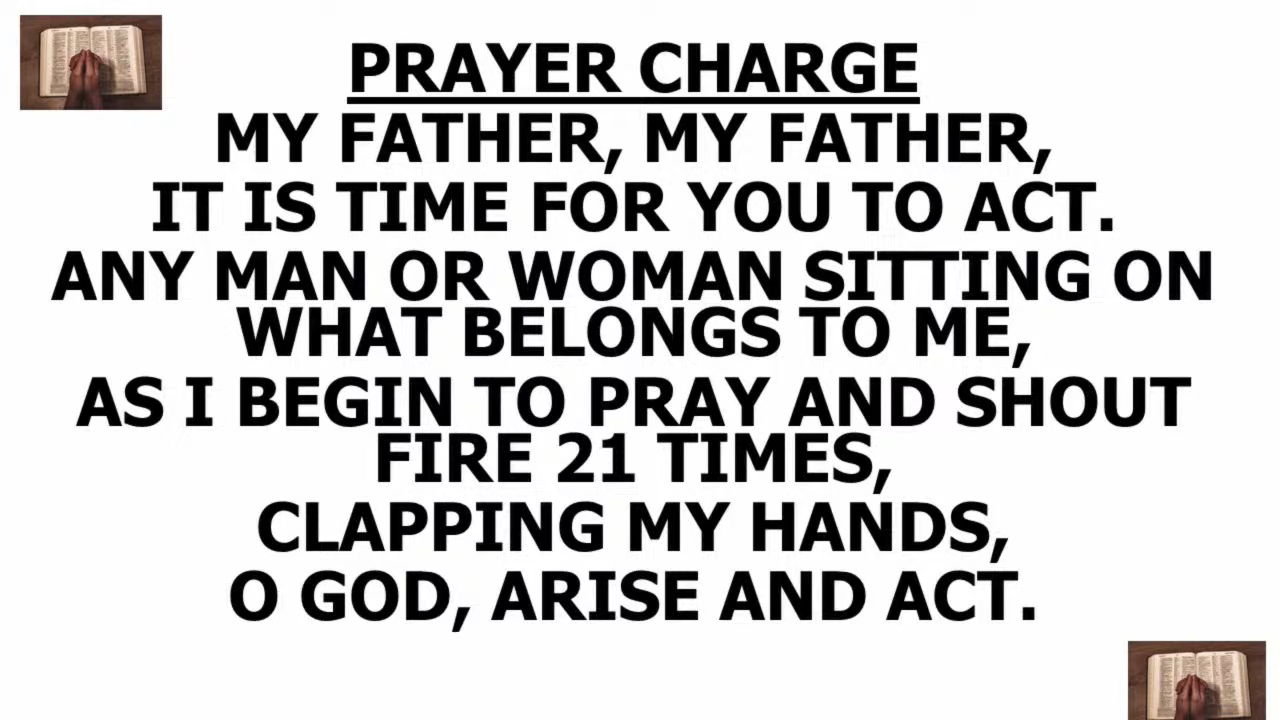 PRAYER CHARGE
MY FATHER, MY FATHER,
IT IS TIME FOR YOU TO ACT.
ANY MAN OR WOMAN SITTING ON
WHAT BELONGS TO ME,
AS I BEGIN TO PRAY AND SHOUT
FIRE 21 TIMES,
CLAPPING MY HANDS,
O GOD, ARISE AND ACT.